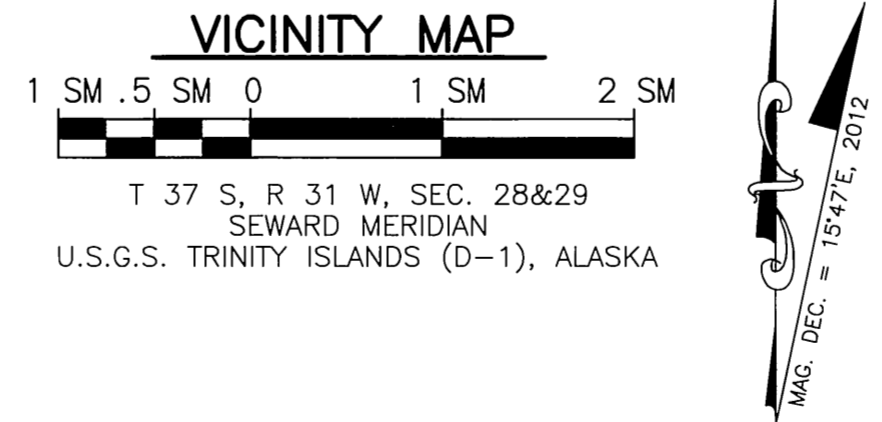 VICINITY MAP
1 SM .5 SM 0 1 SM 2 SM
T 37 S, R 31 W, SEC. 28&29
SEWARD MERIDIAN
U.S.G.S. TRINITY ISLANDS (D-1), ALASKA
MAG. DEC. = 15°47'E, 2012